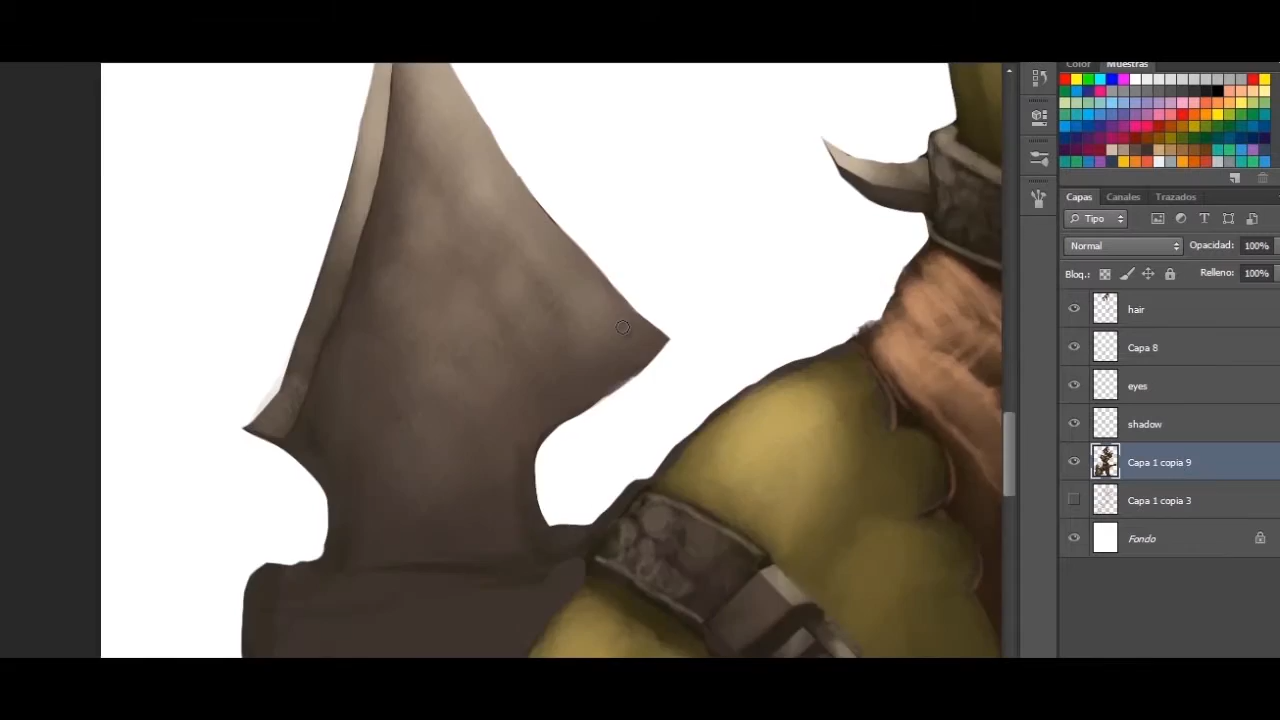 Color Muestras
Capas Canales Trazados
Tipo
T
Normal Opacidad: 100%
Bloq.: Relleno: 100%
hair
Capa 8
eyes
shadow
Capa 1 copia 9
Capa 1 copia 3
Fondo